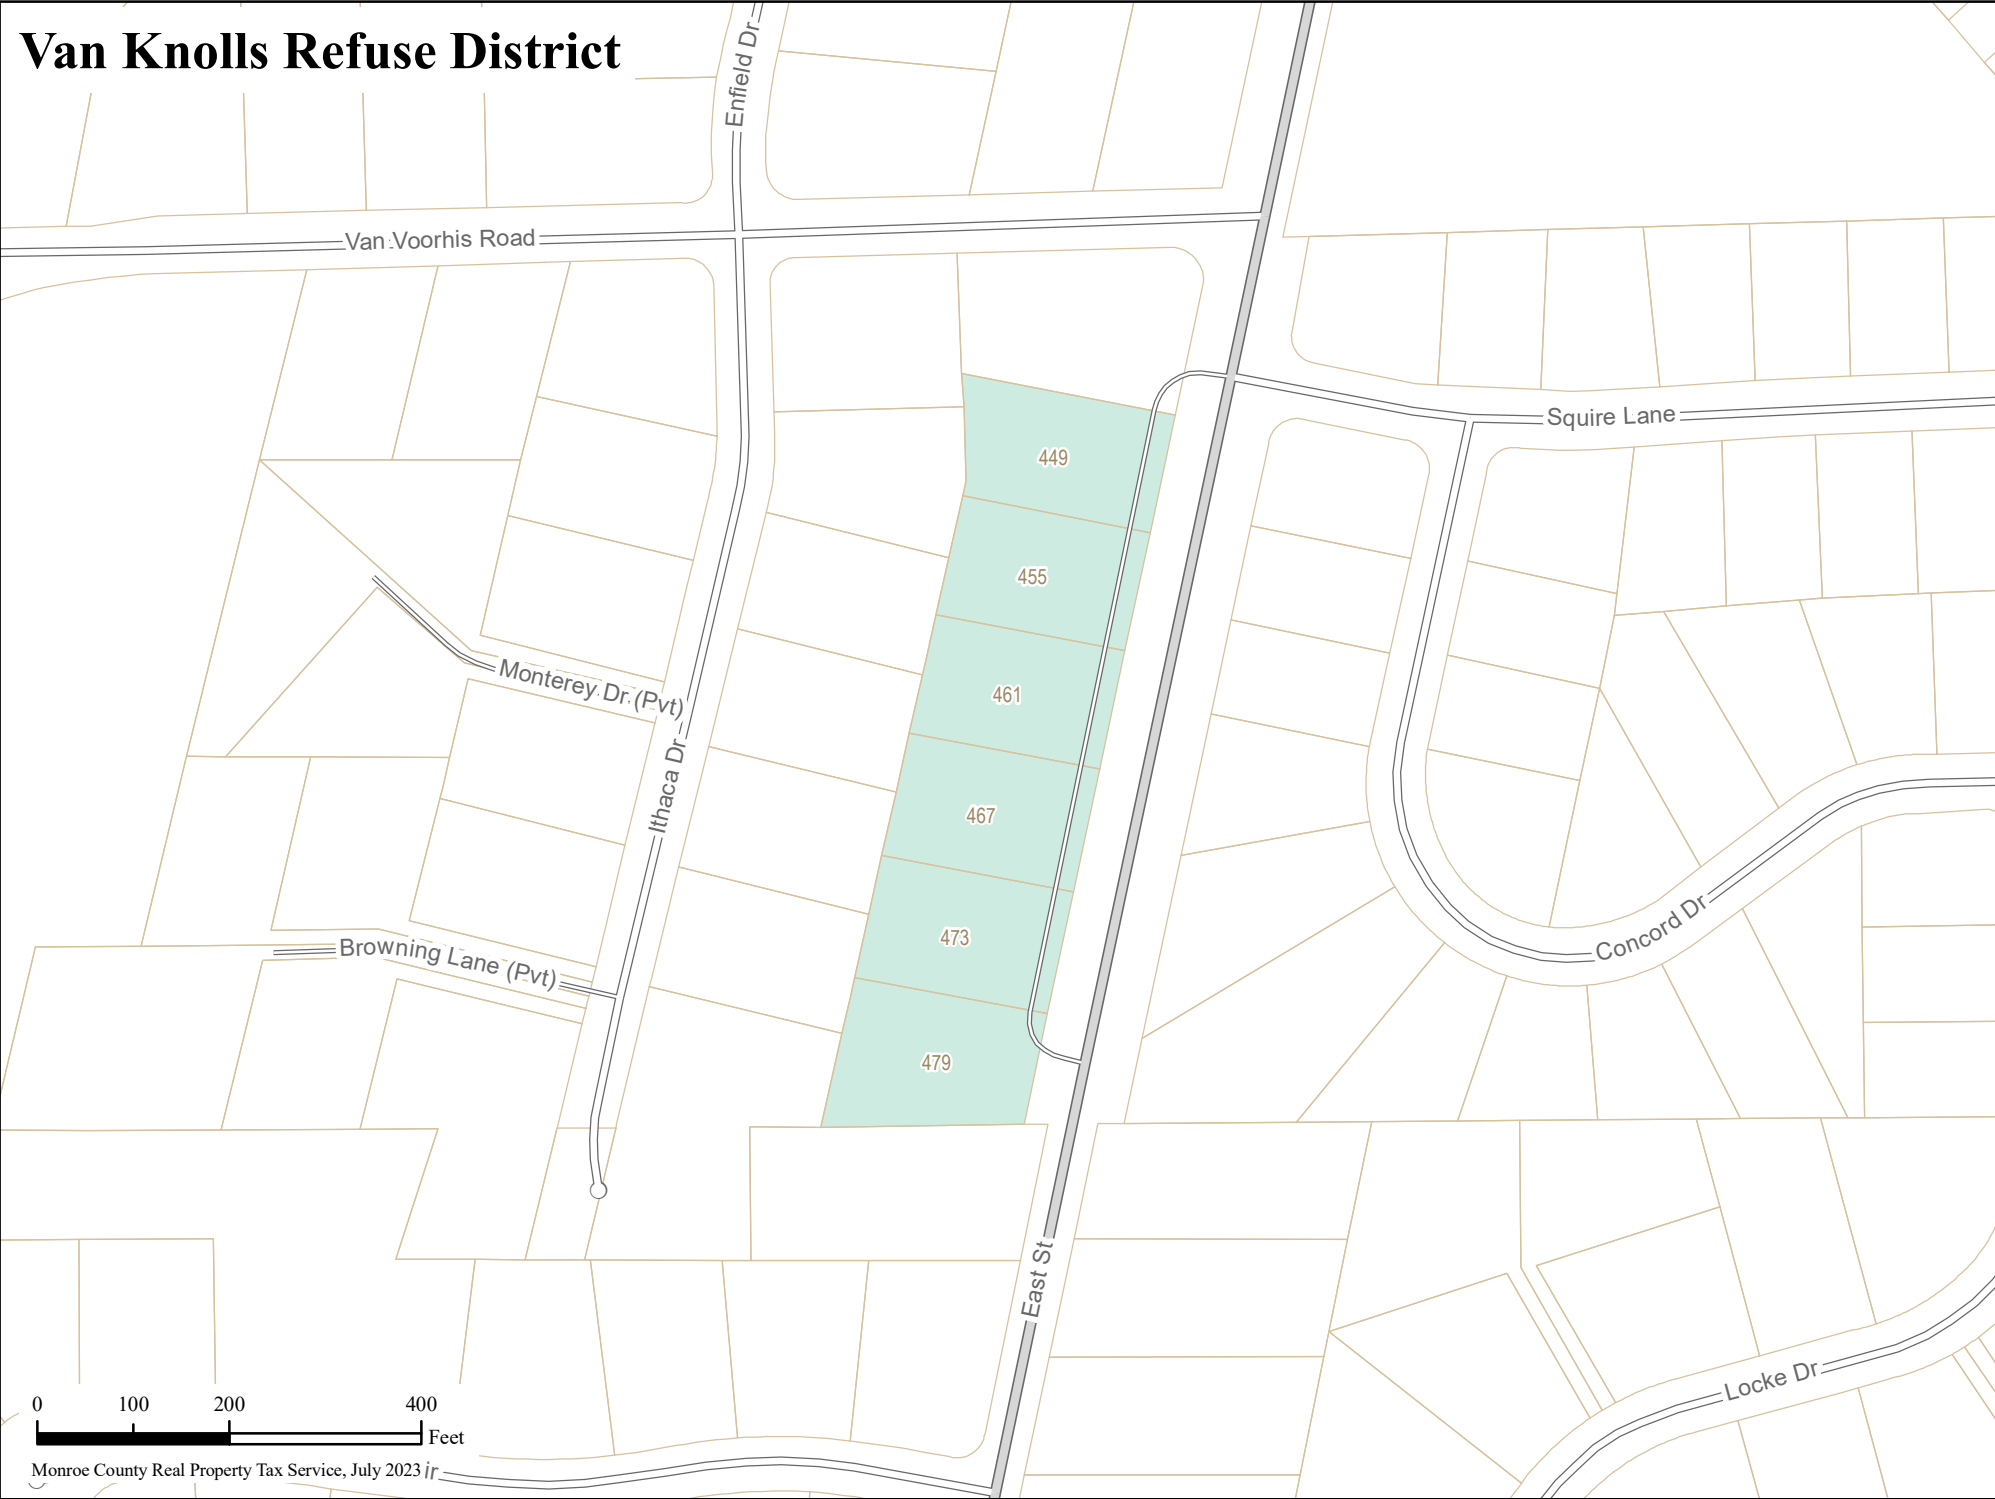 Van Knolls Refuse District
Enfield Dr
Van Voorhis Road
Squire Lane
449
455
461
467
473
479
Monterey Dr (Pvt)
Ithaca Dr
Browning Lane (Pvt)
Concord Dr
East St
Locke Dr
0 100 200 400
Feet
Monroe County Real Property Tax Service, July 2023
ir